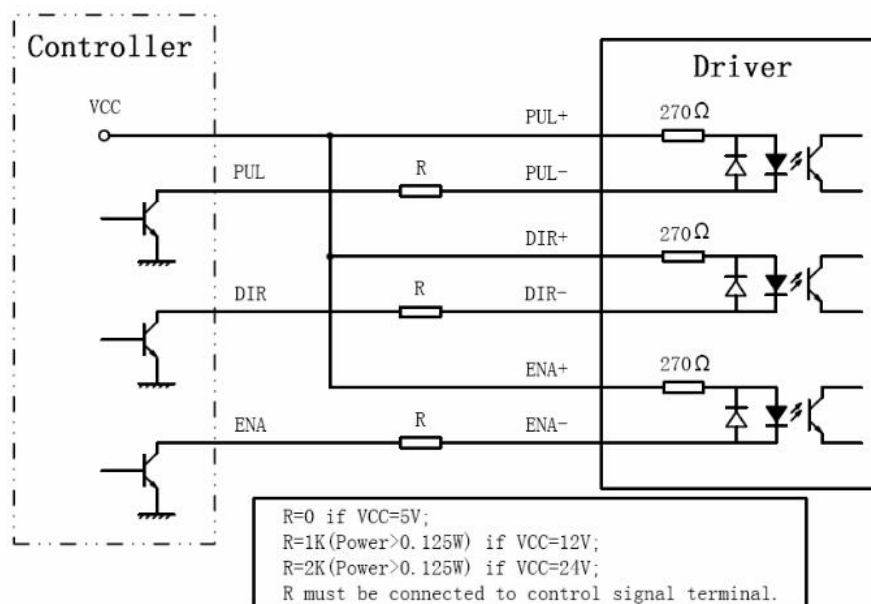 Controller
Driver
VCC
PUL+
270Ω
PUL
R
PUL-
DIR+
270Ω
DIR
R
DIR-
ENA+
270Ω
ENA
R
ENA-
R=0 if VCC=5V;
R=1K(Power>0.125W) if VCC=12V;
R=2K(Power>0.125W) if VCC=24V;
R must be connected to control signal terminal.